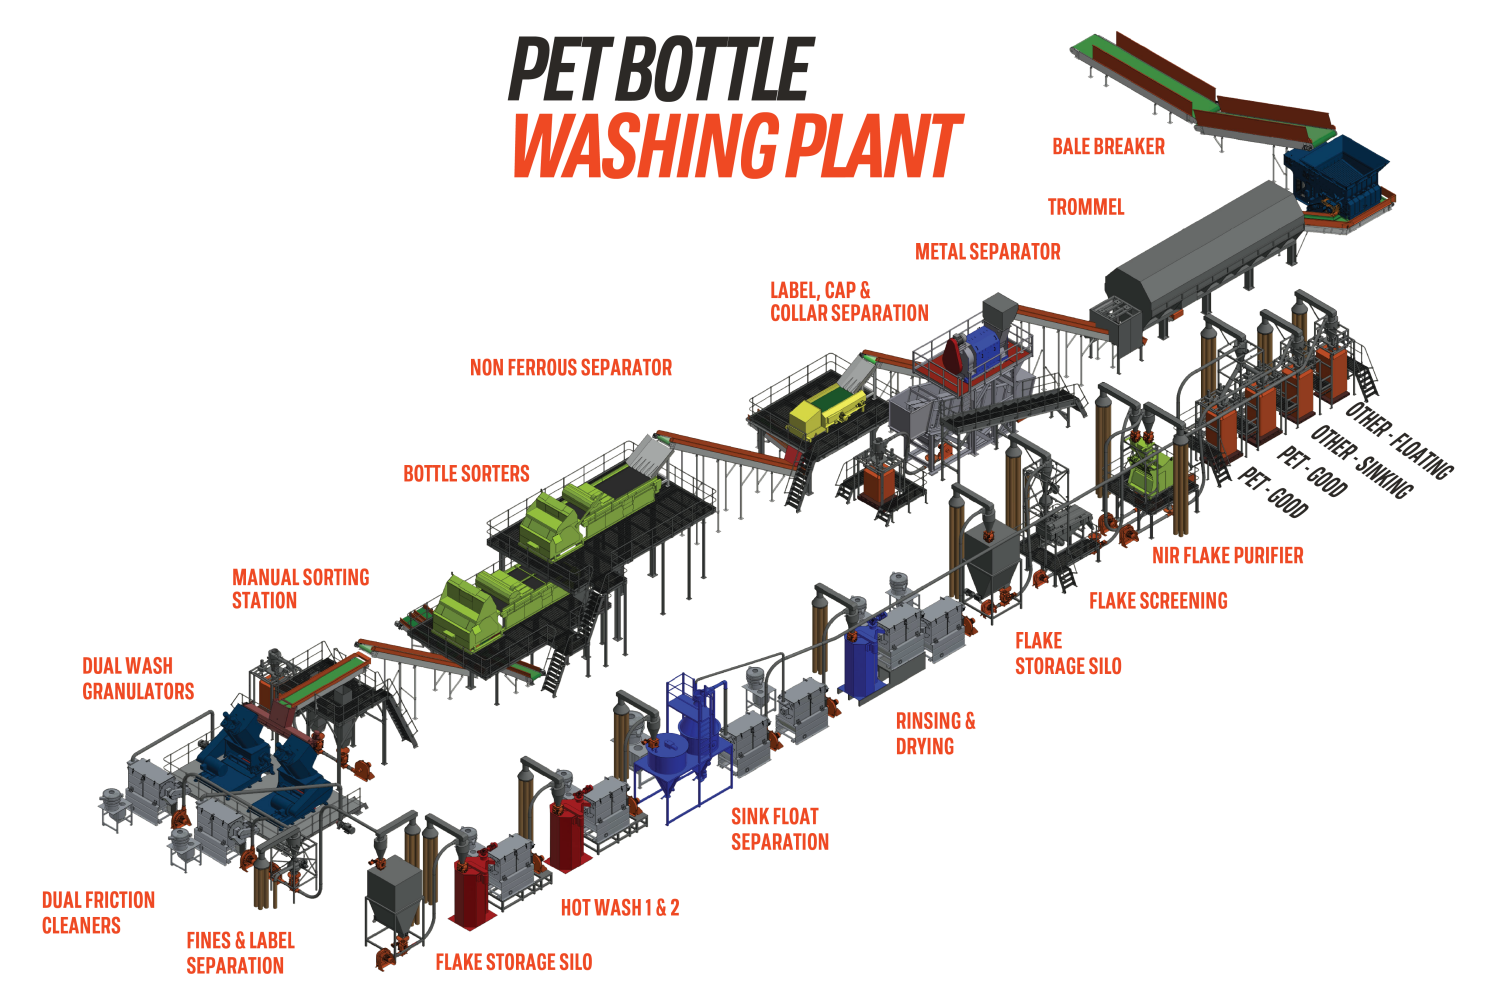 PET BOTTLE
WASHING PLANT
BALE BREAKER
TROMMEL
METAL SEPARATOR
LABEL, CAP &
COLLAR SEPARATION
NON FERROUS SEPARATOR
BOTTLE SORTERS
MANUAL SORTING
STATION
DUAL WASH
GRANULATORS
DUAL FRICTION
CLEANERS
FINES & LABEL
SEPARATION
FLAKE STORAGE SILO
HOT WASH 1 & 2
SINK FLOAT
SEPARATION
RINSING &
DRYING
FLAKE
STORAGE SILO
FLAKE SCREENING
NIR FLAKE PURIFIER
PET - GOOD
PET - GOOD
OTHER - SINKING
OTHER - FLOATING